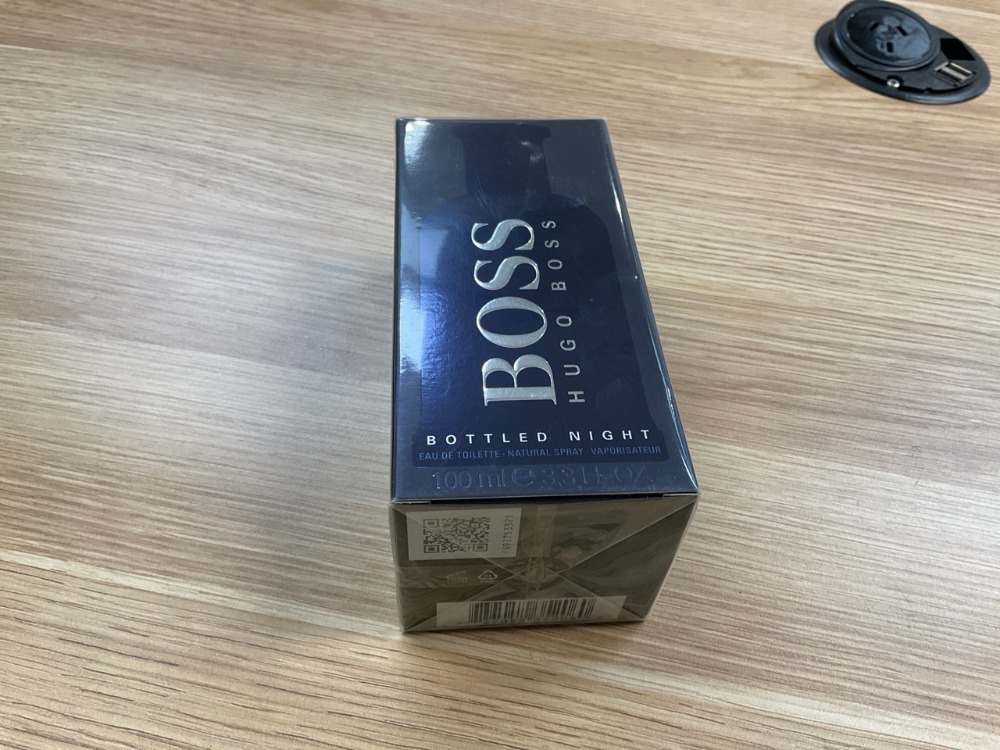 BOSS
HUGO BOSS
BOTTLED NIGHT
EAU DE TOILETTE - NATURAL SPRAY - VAPORISATEUR
100 ml ℮ 3.3 FL. OZ.